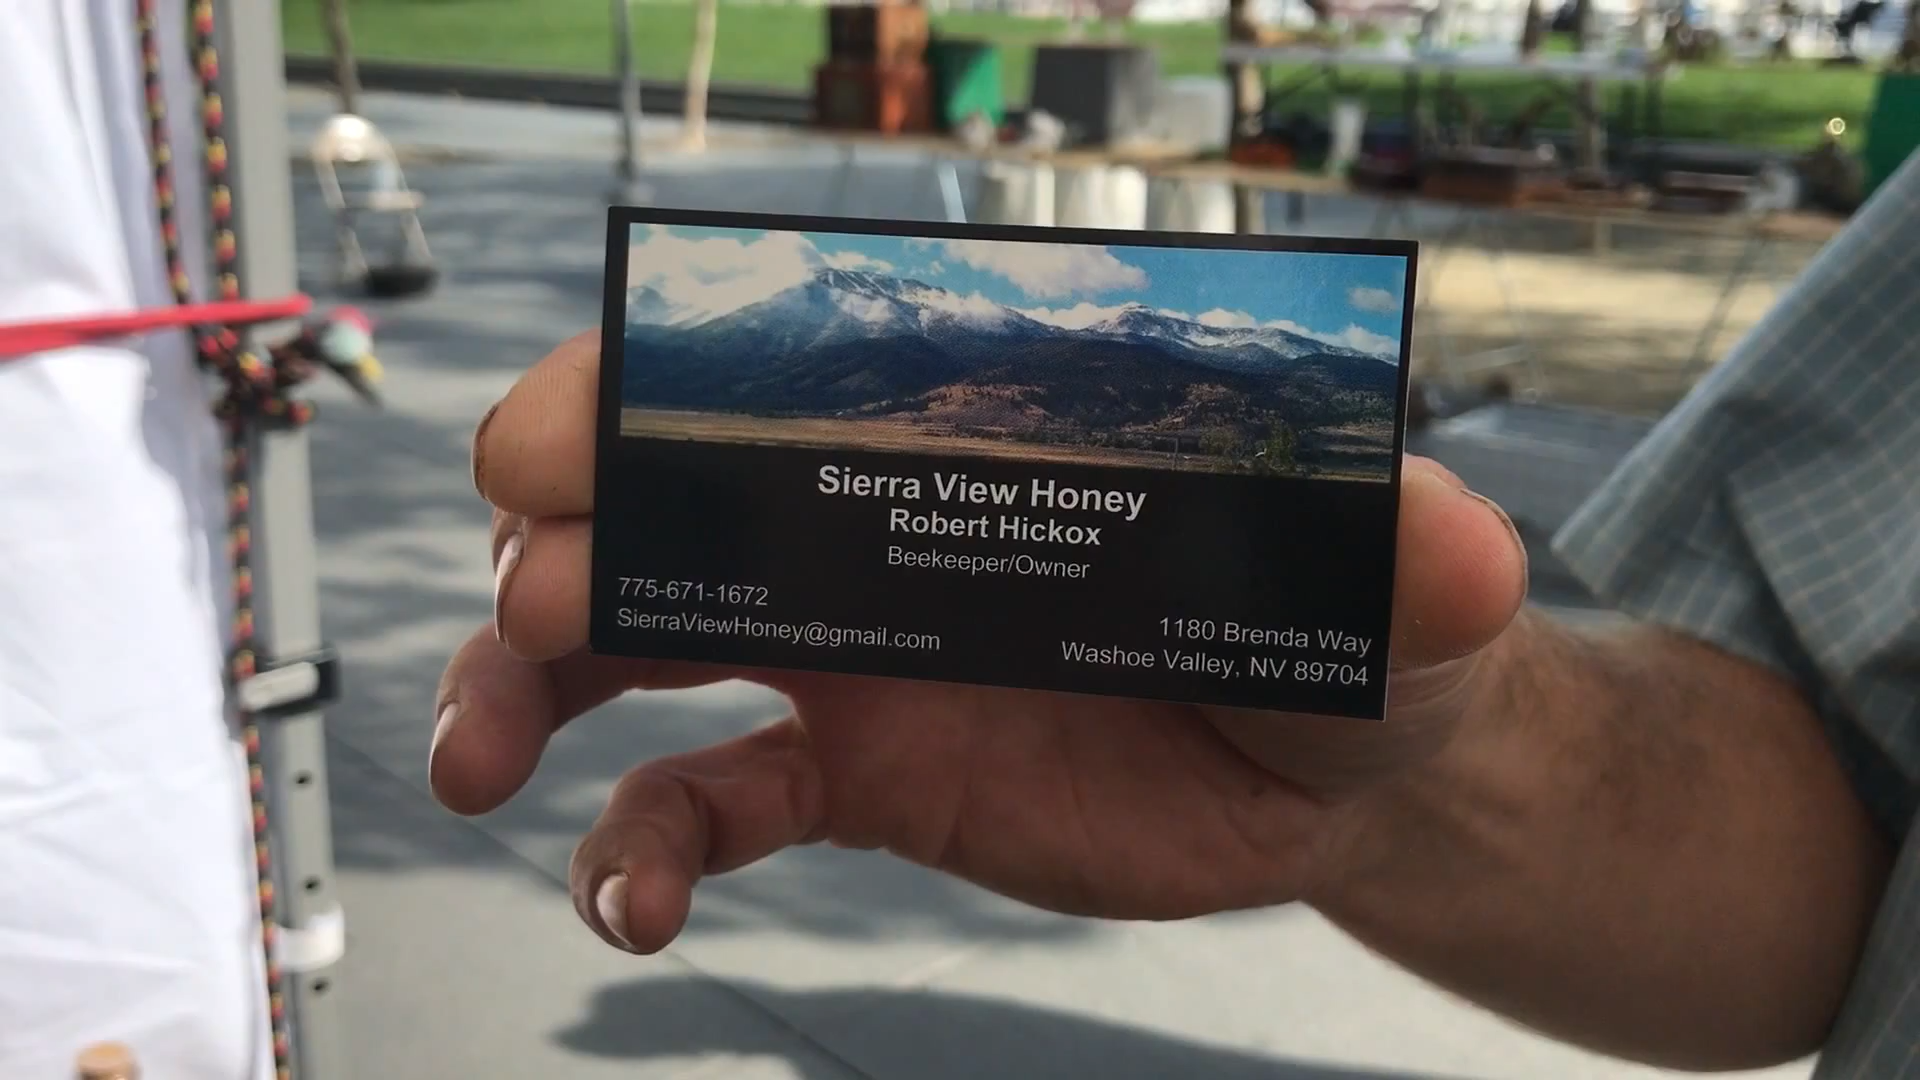 Sierra View Honey
Robert Hickox
Beekeeper/Owner
775-671-1672
SierraViewHoney@gmail.com
1180 Brenda Way
Washoe Valley, NV 89704